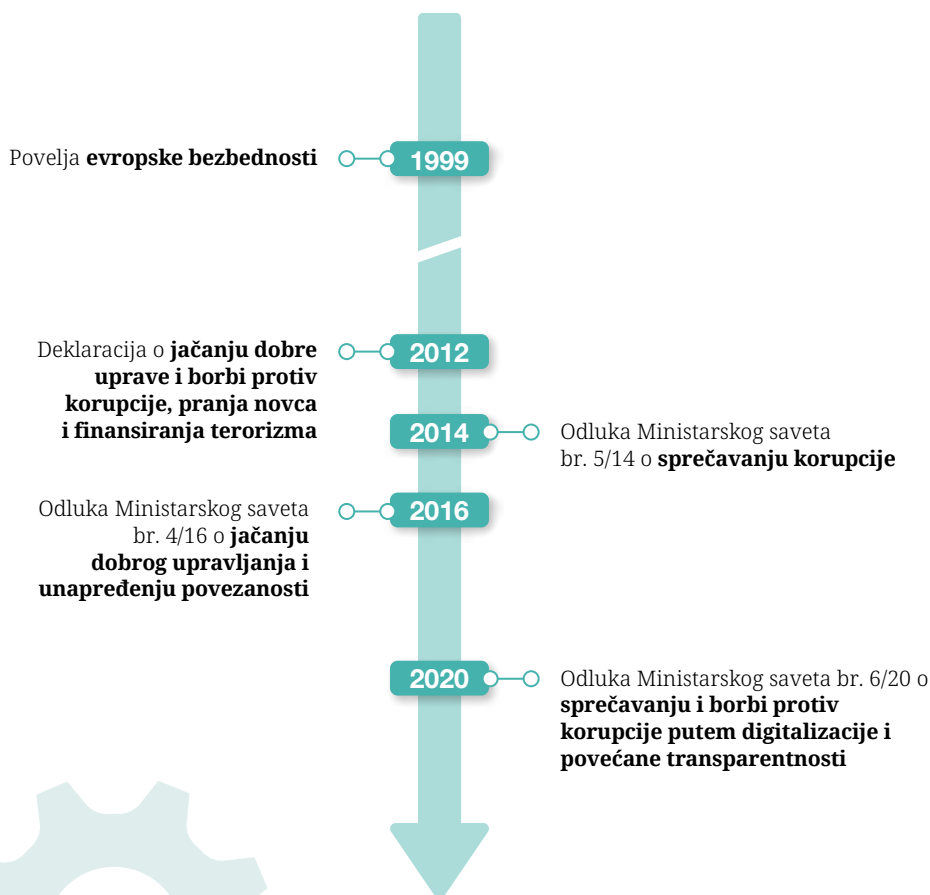 Povelja evropske bezbednosti
1999
Deklaracija o jačanju dobre
uprave i borbi protiv
korupcije, pranja novca
i finansiranja terorizma
2012
2014
Odluka Ministarskog saveta
br. 5/14 o sprečavanju korupcije
Odluka Ministarskog saveta
br. 4/16 o jačanju
dobrog upravljanja i
unapređenju povezanosti
2016
2020
Odluka Ministarskog saveta br. 6/20 o
sprečavanju i borbi protiv
korupcije putem digitalizacije i
povećane transparentnosti